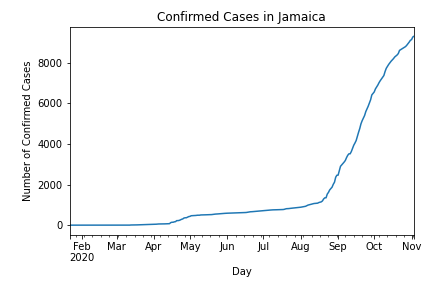 Confirmed Cases in Jamaica
Number of Confirmed Cases
8000
6000
4000
2000
0
Feb Mar Apr May Jun Jul Aug Sep Oct Nov
2020
Day